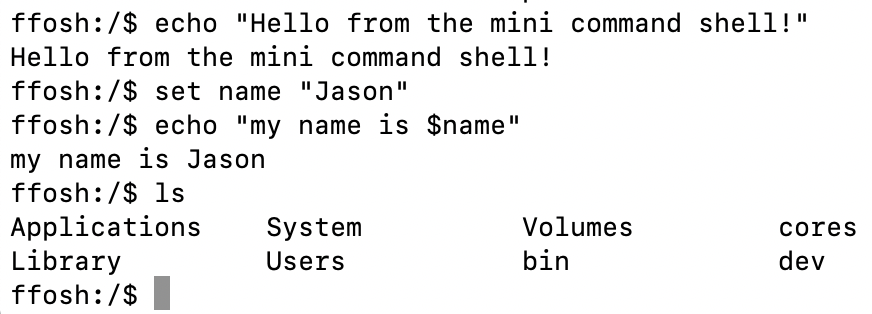 ffosh:/$ echo "Hello from the mini command shell!"
Hello from the mini command shell!
ffosh:/$ set name "Jason"
ffosh:/$ echo "my name is $name"
my name is Jason
ffosh:/$ ls
Applications    System          Volumes         cores
Library         Users           bin             dev
ffosh:/$